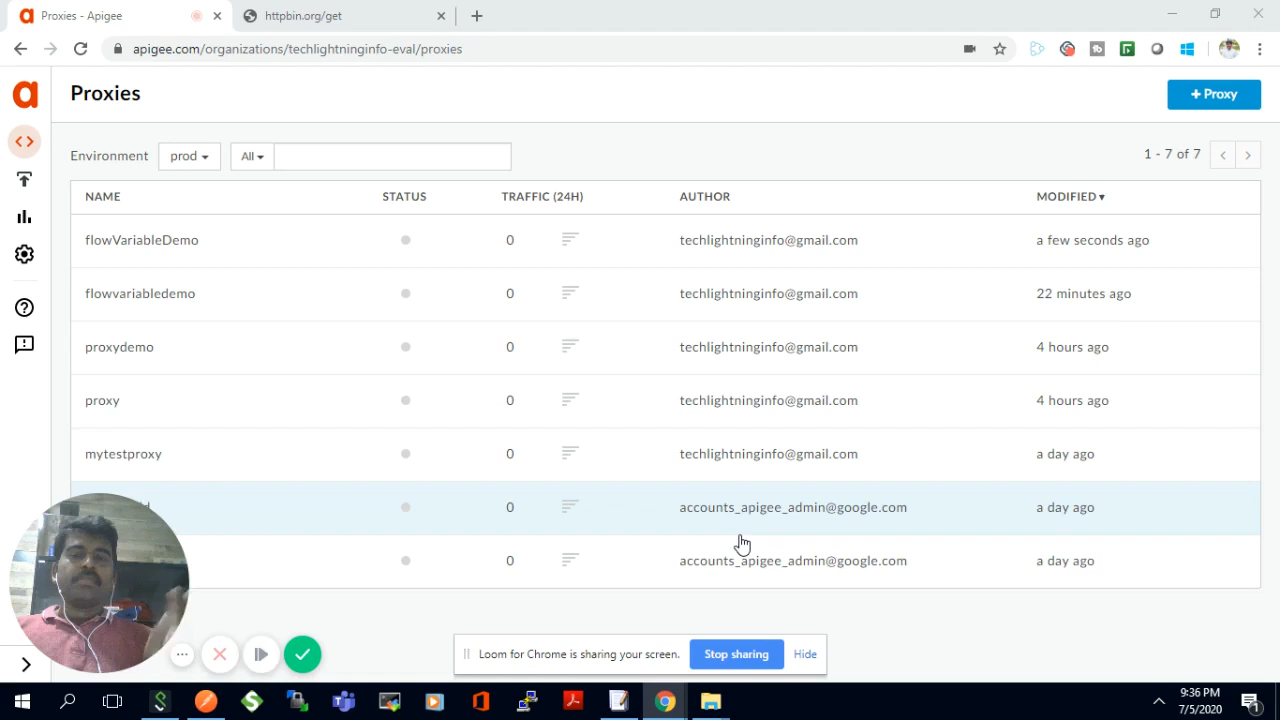 Proxies - Apigee
httpbin.org/get
apigee.com/organizations/techlightninginfo-eval/proxies
Proxies
+ Proxy
Environment prod All 1 - 7 of 7
NAME STATUS TRAFFIC (24H) AUTHOR MODIFIED
flowVariableDemo 0 techlightninginfo@gmail.com a few seconds ago
flowvariabledemo 0 techlightninginfo@gmail.com 22 minutes ago
proxydemo 0 techlightninginfo@gmail.com 4 hours ago
proxy 0 techlightninginfo@gmail.com 4 hours ago
mytestproxy 0 techlightninginfo@gmail.com a day ago
0 accounts_apigee_admin@google.com a day ago
0 accounts_apigee_admin@google.com a day ago
Loom for Chrome is sharing your screen. Stop sharing Hide
9:36 PM
7/5/2020
1